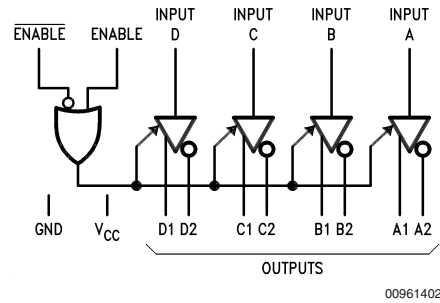 INPUT INPUT INPUT INPUT
ENABLE ENABLE D C B A
GND VCC D1 D2 C1 C2 B1 B2 A1 A2
OUTPUTS
00961402